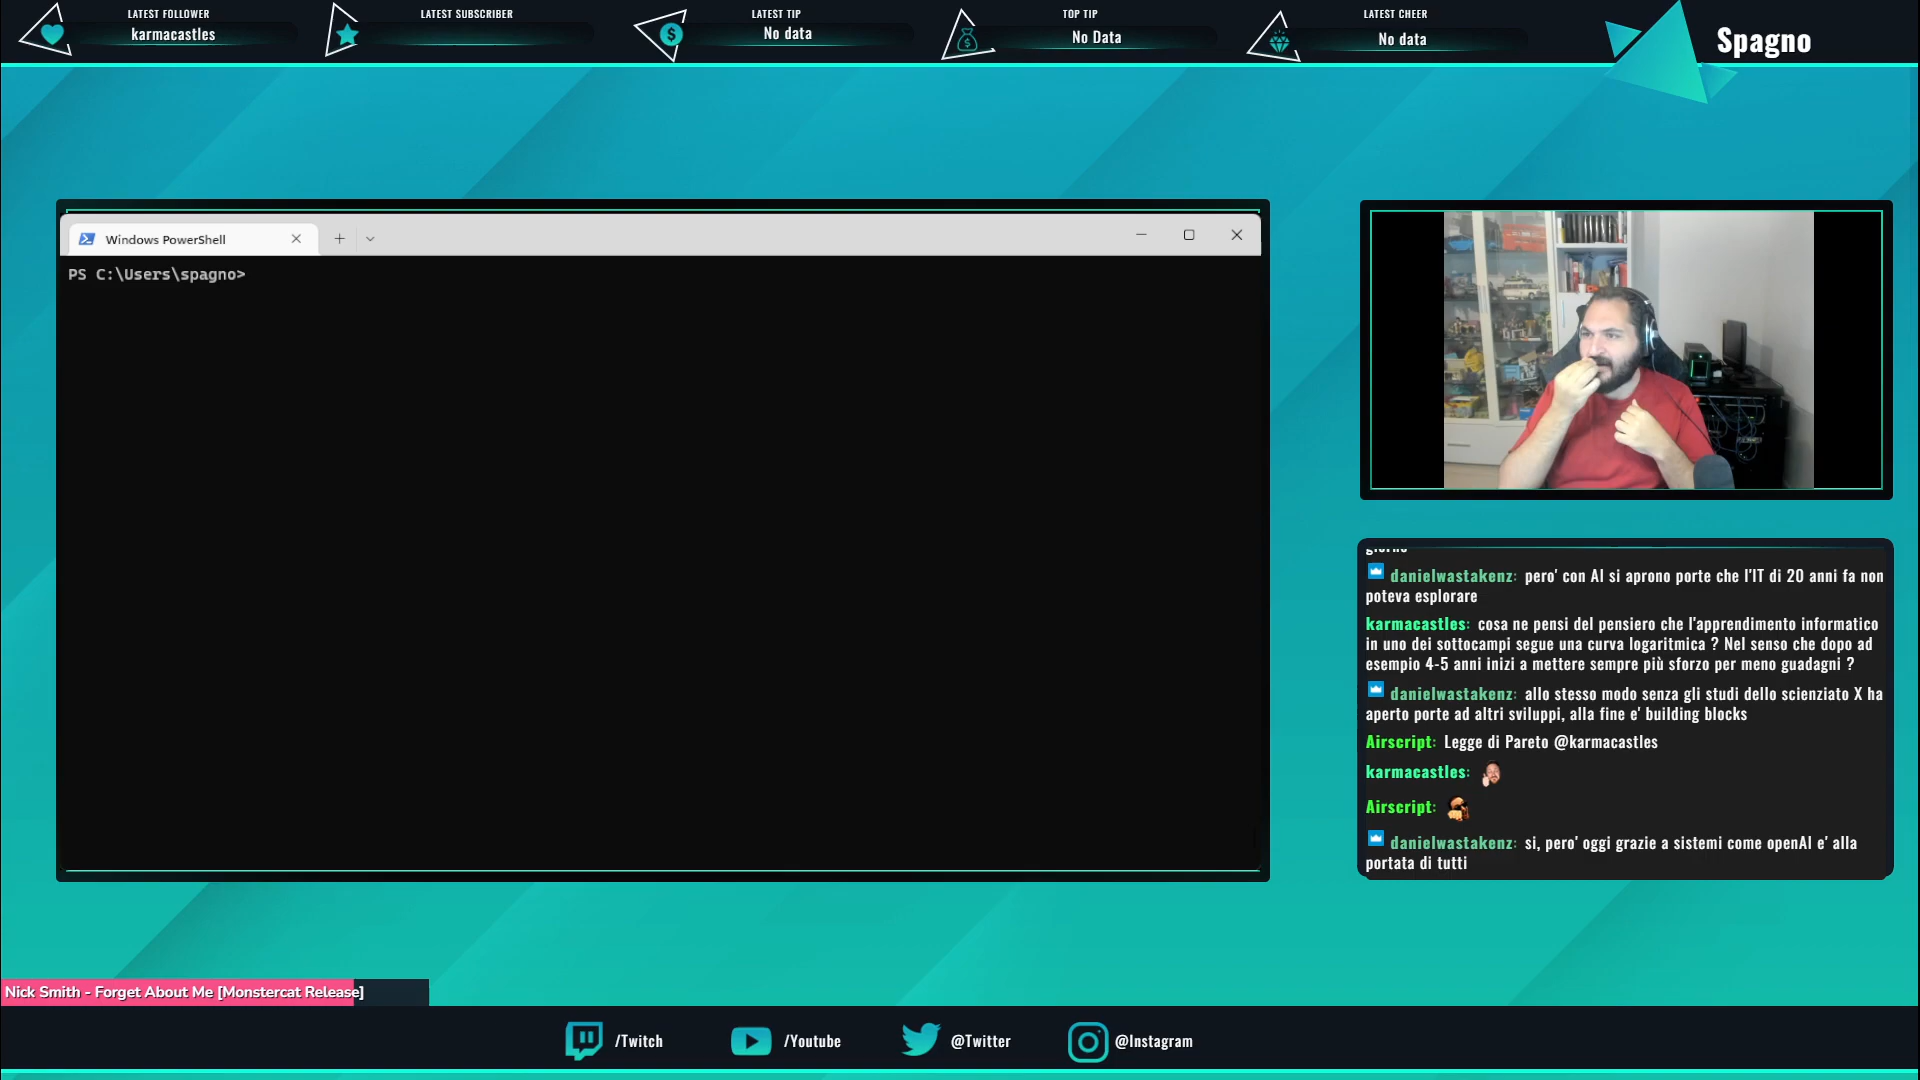 LATEST FOLLOWER
karmacastles
LATEST SUBSCRIBER
LATEST TIP
No data
TOP TIP
No Data
LATEST CHEER
No data
Spagno
Windows PowerShell
PS C:\Users\spagno>
giorno
danielwastakenz: pero' con AI si aprono porte che l'IT di 20 anni fa non
poteva esplorare
karmacastles: cosa ne pensi del pensiero che l'apprendimento informatico
in uno dei sottocampi segue una curva logaritmica ? Nel senso che dopo ad
esempio 4-5 anni inizi a mettere sempre più sforzo per meno guadagni ?
danielwastakenz: allo stesso modo senza gli studi dello scienziato X ha
aperto porte ad altri sviluppi, alla fine e' building blocks
Airscript: Legge di Pareto @karmacastles
karmacastles:
Airscript:
danielwastakenz: si, pero' oggi grazie a sistemi come openAI e' alla
portata di tutti
Nick Smith - Forget About Me [Monstercat Release]
/Twitch
/Youtube
@Twitter
@Instagram